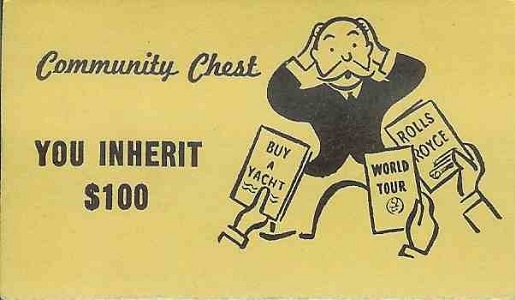 Community Chest
YOU INHERIT
$100
BUY
A
YACHT
WORLD
TOUR
ROLLS
ROYCE